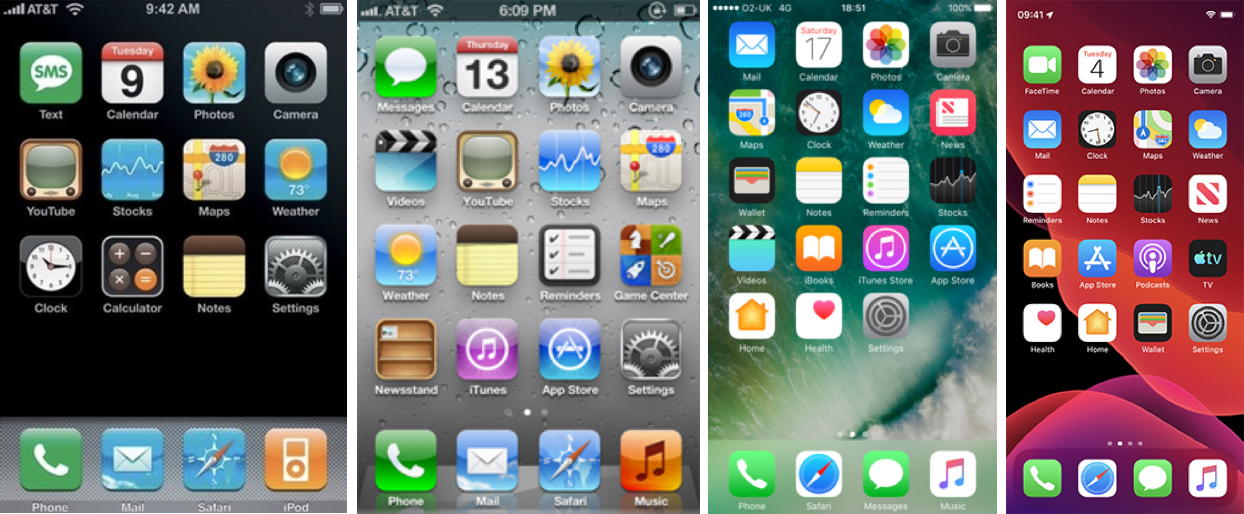 AT&T 9:42 AM
SMS Tuesday 9
Text Calendar Photos Camera
280 73°
YouTube Stocks Maps Weather
Clock Calculator Notes Settings
Phone Mail Safari iPod
AT&T 6:09 PM
Thursday 13
Messages Calendar Photos Camera
280
Videos YouTube Stocks Maps
73°
Weather Notes Reminders Game Center
Newsstand iTunes App Store Settings
Phone Mail Safari Music
O2-UK 4G 18:51 100%
Saturday 17
Mail Calendar Photos Camera
280
Maps Clock Weather News
Wallet Notes Reminders Stocks
Videos iBooks iTunes Store App Store
Home Health Settings
Phone Safari Messages Music
09:41
Tuesday 4
FaceTime Calendar Photos Camera
280
Mail Clock Maps Weather
Reminders Notes Stocks News
tv
Books App Store Podcasts TV
Health Home Wallet Settings